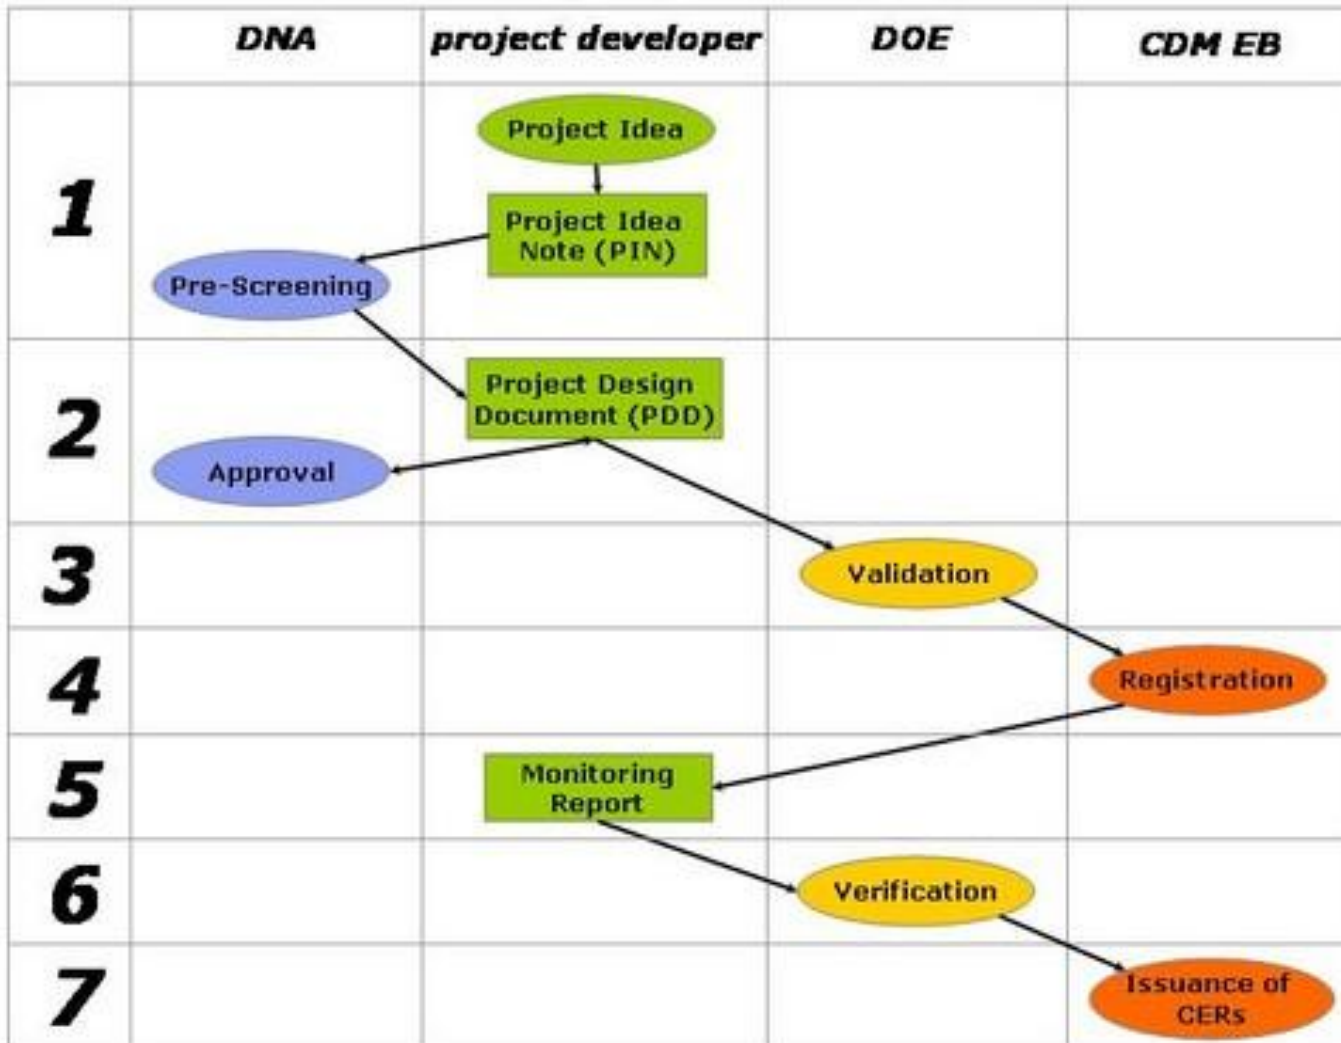 DNA project developer DOE CDM EB
1
Project Idea
Project Idea
Note (PIN)
Pre-Screening
2
Project Design
Document (PDD)
Approval
3
Validation
4
Registration
5
Monitoring
Report
6
Verification
7
Issuance of
CERs